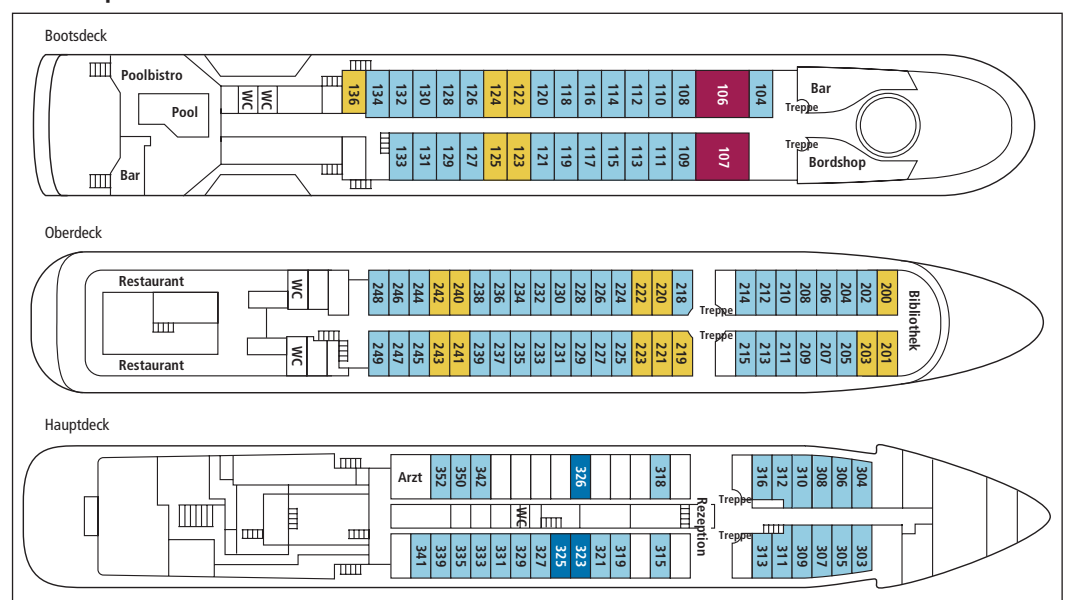 Bootsdeck
Poolbistro
Pool
WC WC
Bar
136 134 132 130 128 126 124 122 120 118 116 114 112 110 108 106 104
Bar
Treppe
133 131 129 127 125 123 121 119 117 115 113 111 109 107
Treppe
Bordshop
Oberdeck
Restaurant
WC
248 246 244 242 240 238 236 234 232 230 228 226 224 222 220 218
Treppe
214 212 210 208 206 204 202 200
Bibliothek
Restaurant
WC
249 247 245 243 241 239 237 235 233 231 229 227 225 223 221 219
Treppe
215 213 211 209 207 205 203 201
Hauptdeck
Arzt
352 350 342 326 318
Treppe
316 312 310 308 306 304
WC
Rezeption
341 339 335 333 331 329 327 325 323 321 319 315
Treppe
313 311 309 307 305 303